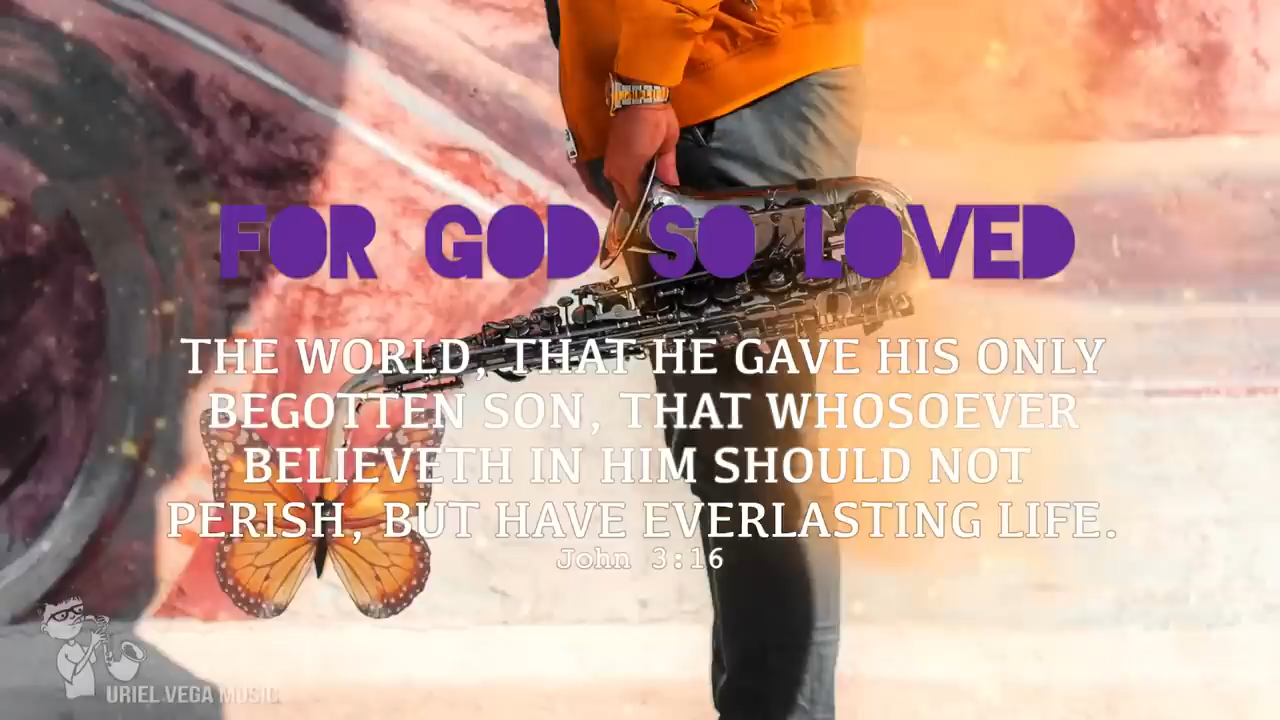 FOR GOD SO LOVED
THE WORLD, THAT HE GAVE HIS ONLY
BEGOTTEN SON, THAT WHOSOEVER
BELIEVETH IN HIM SHOULD NOT
PERISH, BUT HAVE EVERLASTING LIFE.
John 3:16
URIEL VEGA MUSIC